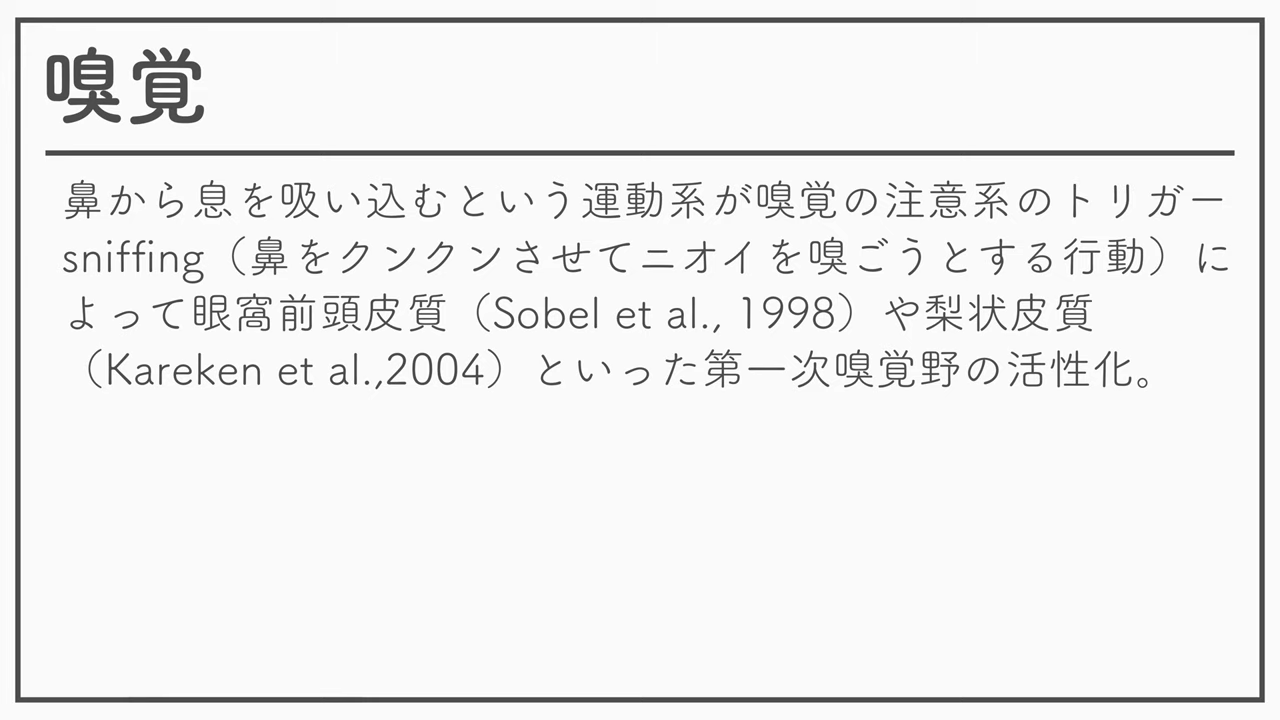 嗅覚
鼻から息を吸い込むという運動系が嗅覚の注意系のトリガー
sniffing（鼻をクンクンさせてニオイを嗅ごうとする行動）に
よって眼窩前頭皮質（Sobel et al., 1998）や梨状皮質
（Kareken et al.,2004）といった第一次嗅覚野の活性化。